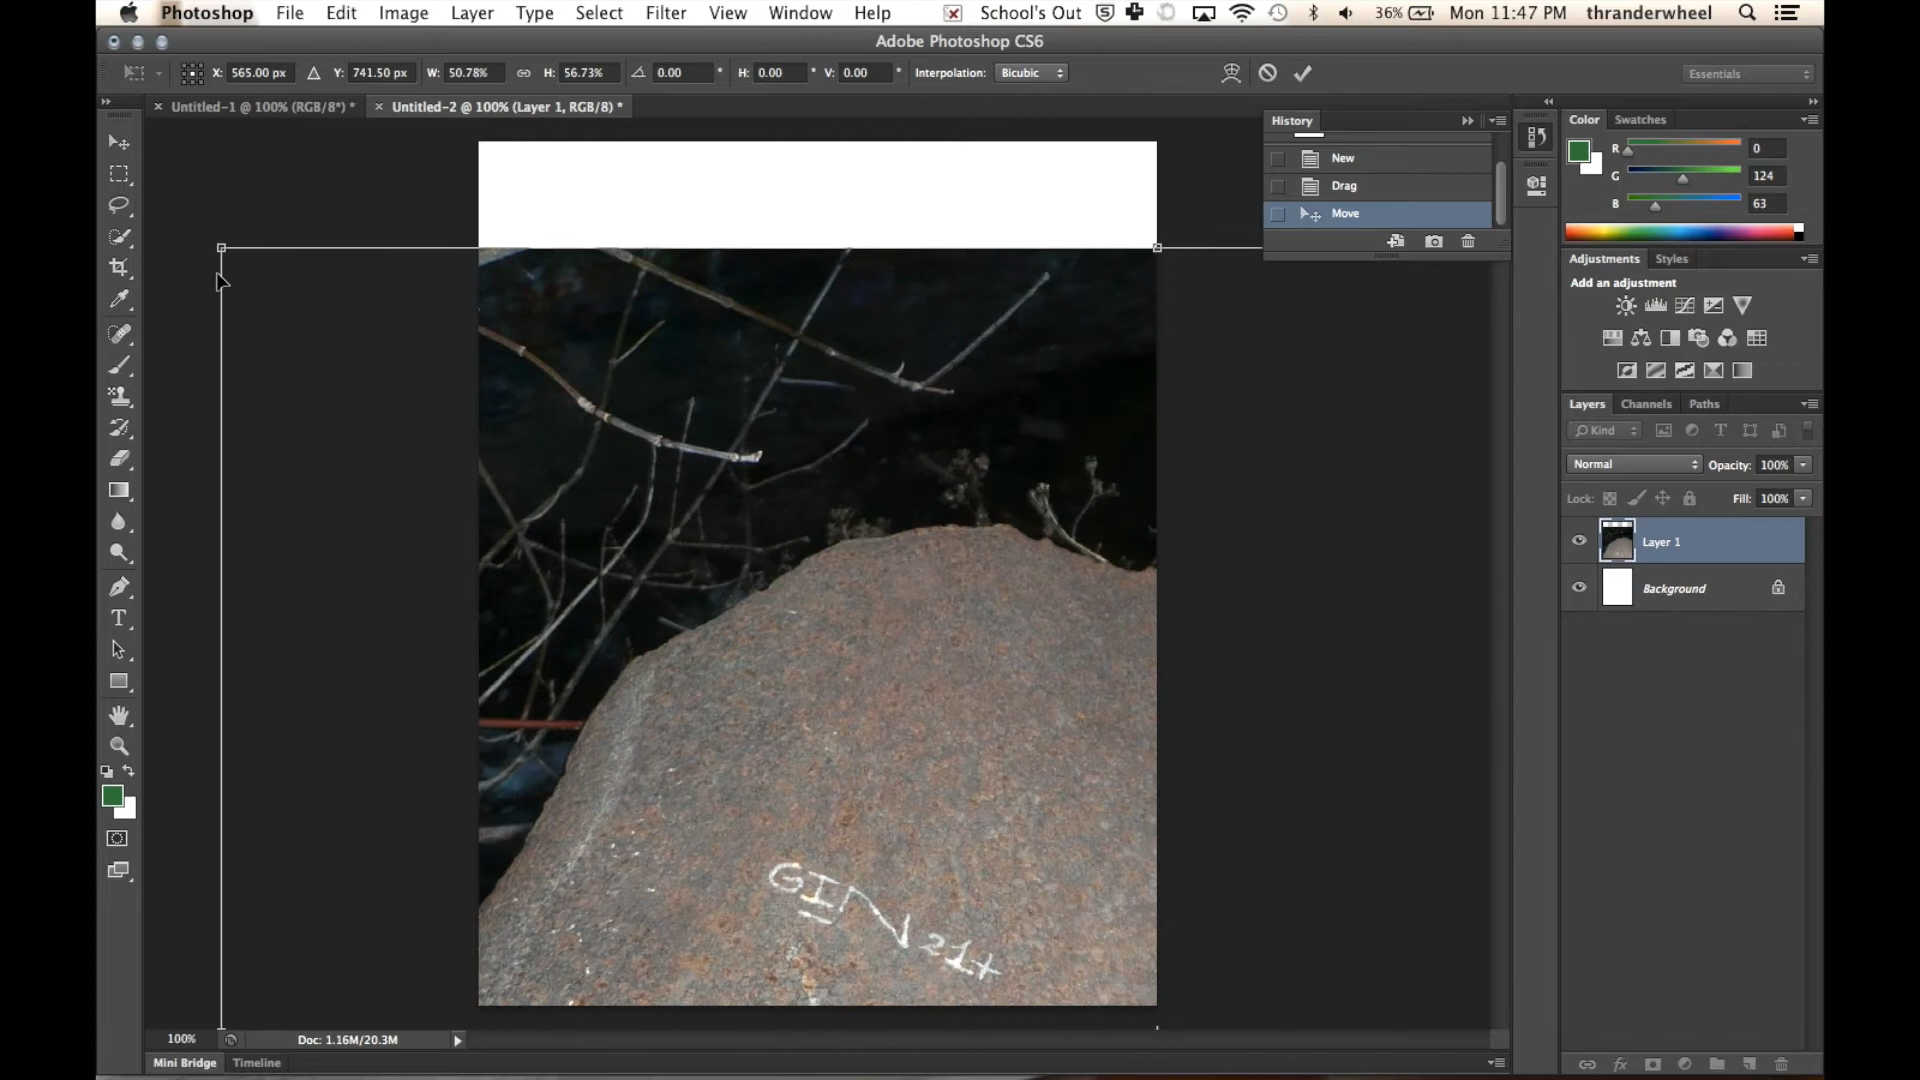 Photoshop File Edit Image Layer Type Select Filter View Window Help School's Out 36% Mon 11:47 PM thranderwheel
Adobe Photoshop CS6
X: 565.00 px Y: 741.50 px W: 50.78% H: 56.73% 0.00 ° H: 0.00 ° V: 0.00 ° Interpolation: Bicubic Essentials
Untitled-1 @ 100% (RGB/8*) * Untitled-2 @ 100% (Layer 1, RGB/8) *
History
New
Drag
Move
Color Swatches
R 0
G 124
B 63
Adjustments Styles
Add an adjustment
Layers Channels Paths
Kind
Normal Opacity: 100%
Lock: Fill: 100%
Layer 1
Background
GIN 21+
100% Doc: 1.16M/20.3M
Mini Bridge Timeline